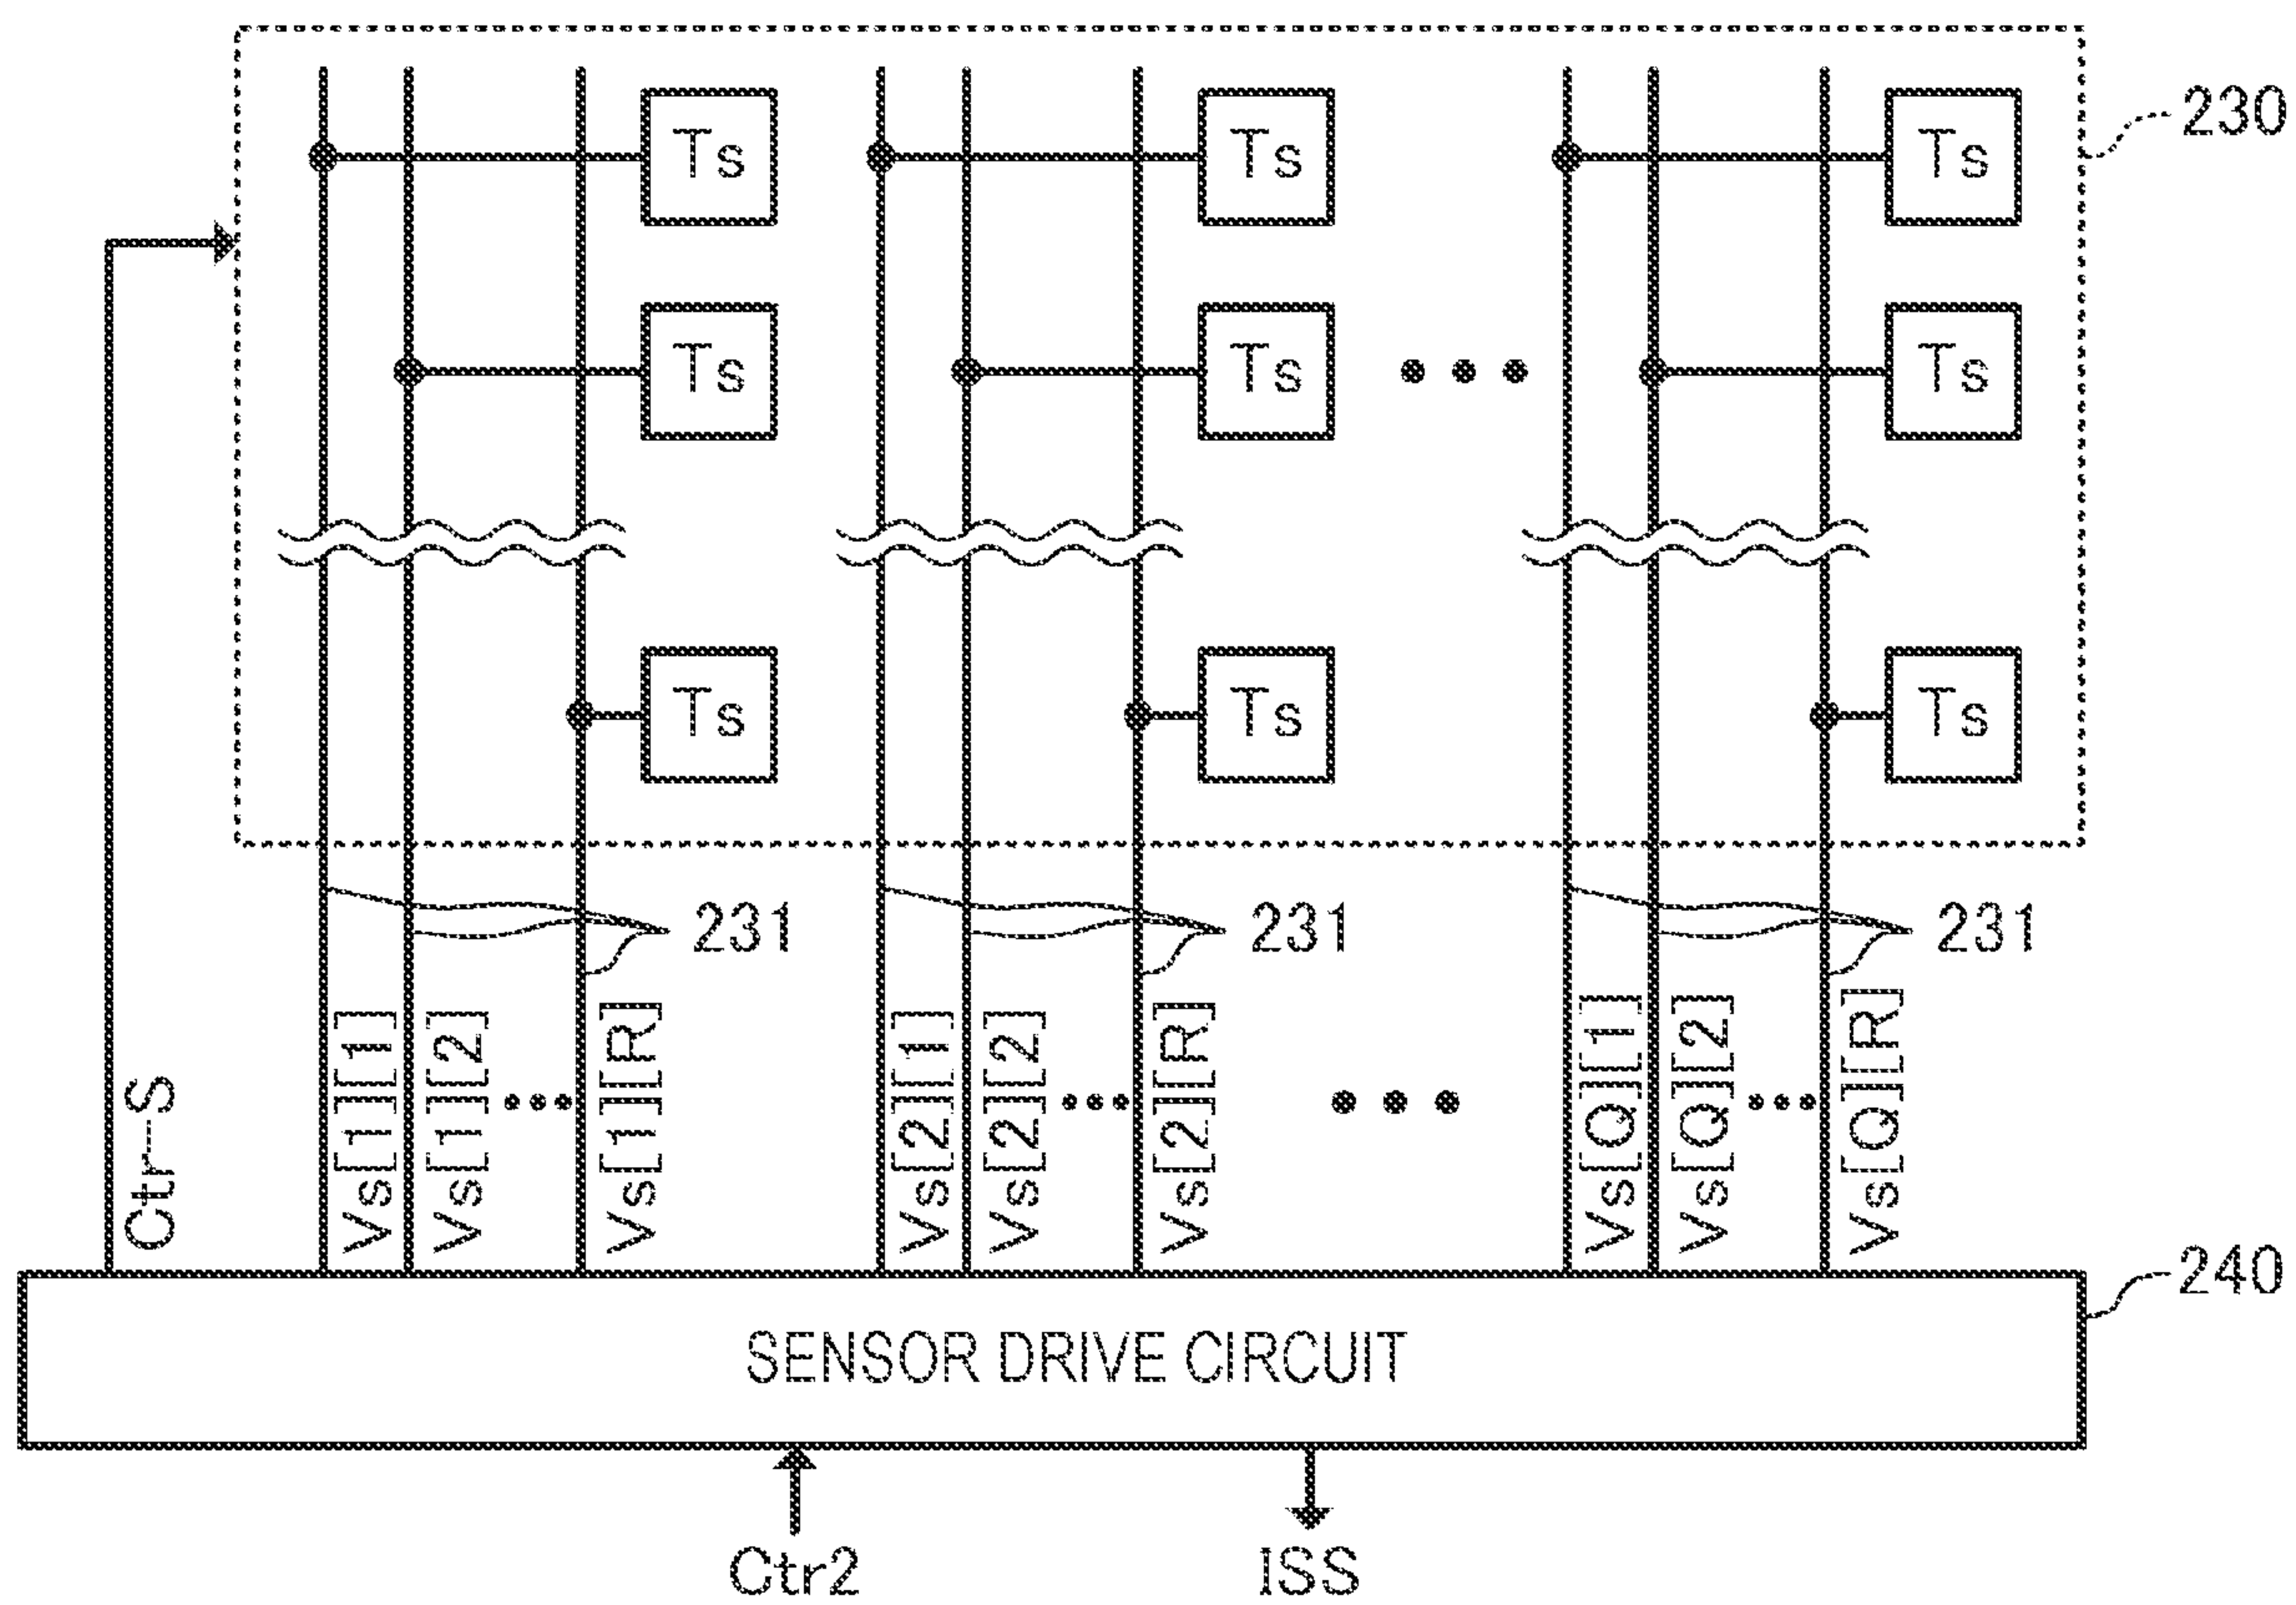 Ts Ts Ts
230
Ts Ts ••• Ts
Ts Ts Ts
231 231 231
Ctr-S
Vs[1][1]
Vs[1][2]
•••
Vs[1][R]
Vs[2][1]
Vs[2][2]
•••
Vs[2][R]
•••
Vs[Q][1]
Vs[Q][2]
•••
Vs[Q][R]
240
SENSOR DRIVE CIRCUIT
Ctr2 ISS